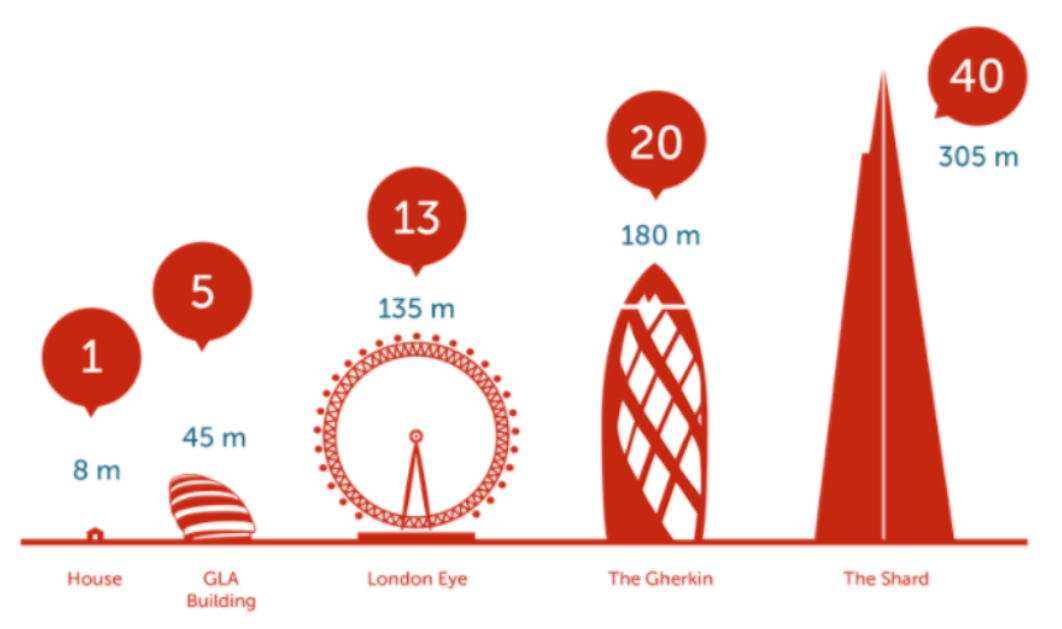 1
8 m
House
5
45 m
GLA
Building
13
135 m
London Eye
20
180 m
The Gherkin
40
305 m
The Shard